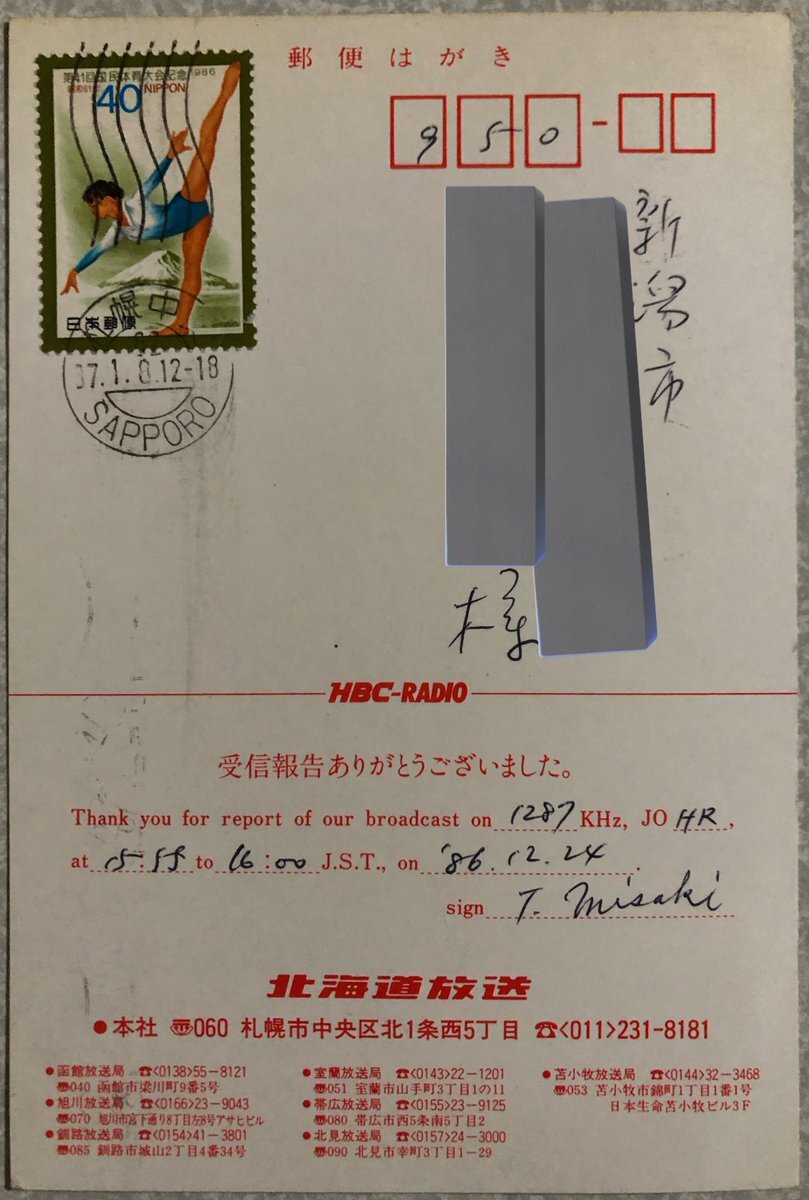 郵便はがき
第41回国民体育大会記念 1986
昭和61年
40 NIPPON
日本郵便
幌中
37.1.8.12-18
SAPPORO
950-
新潟市
様
HBC-RADIO
受信報告ありがとうございました。
Thank you for report of our broadcast on 1287 KHz, JO HR,
at 15:55 to 16:00 J.S.T., on '86.12.24.
sign T. Misaki
北海道放送
●本社 〠060 札幌市中央区北1条西5丁目 ☎<011>231-8181
●函館放送局 ☎<0138>55-8121
〠040 函館市梁川町9番5号
●旭川放送局 ☎<0166>23-9043
〠070 旭川市宮下通り8丁目左8号アサヒビル
●釧路放送局 ☎<0154>41-3801
〠085 釧路市城山2丁目4番34号
●室蘭放送局 ☎<0143>22-1201
〠051 室蘭市山手町3丁目1の11
●帯広放送局 ☎<0155>23-9125
〠080 帯広市西5条南5丁目2
●北見放送局 ☎<0157>24-3000
〠090 北見市幸町3丁目1-29
●苫小牧放送局 ☎<0144>32-3468
〠053 苫小牧市錦町1丁目1番1号
日本生命苫小牧ビル3F